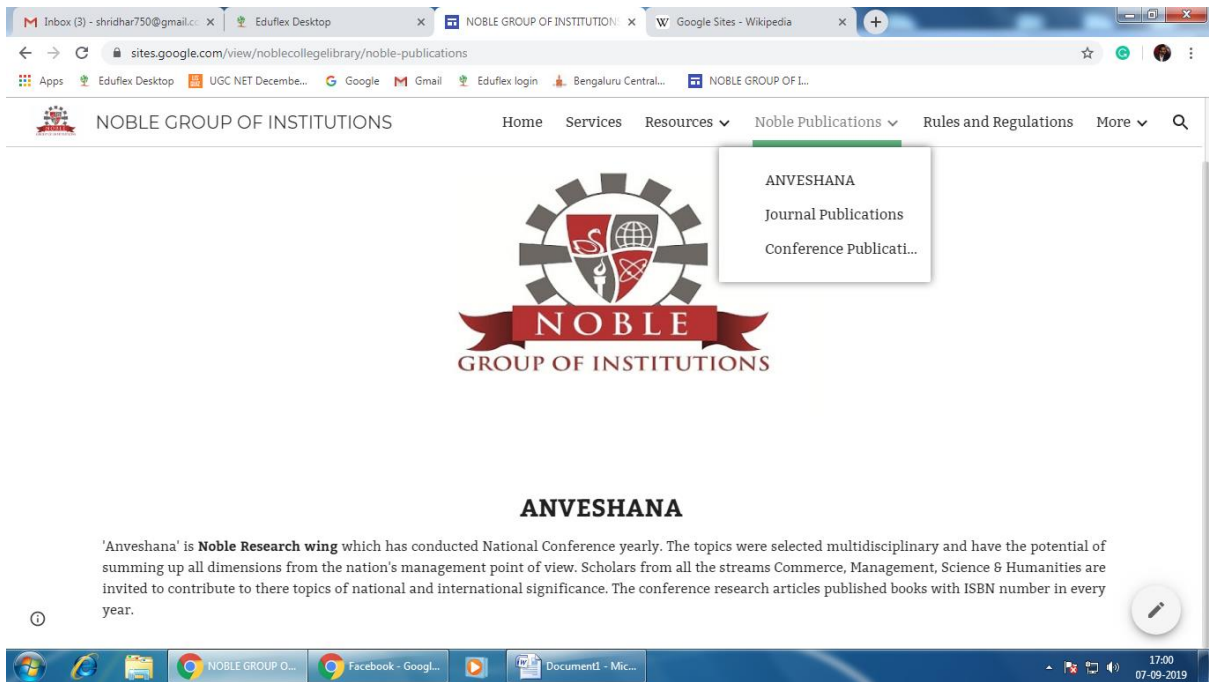 Inbox (3) - shridhar750@gmail.co
Eduflex Desktop
NOBLE GROUP OF INSTITUTION
Google Sites - Wikipedia
sites.google.com/view/noblecollegelibrary/noble-publications
Apps
Eduflex Desktop
UGC NET Decembe...
Google
Gmail
Eduflex login
Bengaluru Central...
NOBLE GROUP OF I...
NOBLE GROUP OF INSTITUTIONS
Home
Services
Resources
Noble Publications
Rules and Regulations
More
ANVESHANA
Journal Publications
Conference Publicati...
NOBLE
GROUP OF INSTITUTIONS
ANVESHANA
'Anveshana' is Noble Research wing which has conducted National Conference yearly. The topics were selected multidisciplinary and have the potential of
summing up all dimensions from the nation's management point of view. Scholars from all the streams Commerce, Management, Science & Humanities are
invited to contribute to there topics of national and international significance. The conference research articles published books with ISBN number in every
year.
NOBLE GROUP O...
Facebook - Googl...
Document1 - Mic...
17:00
07-09-2019